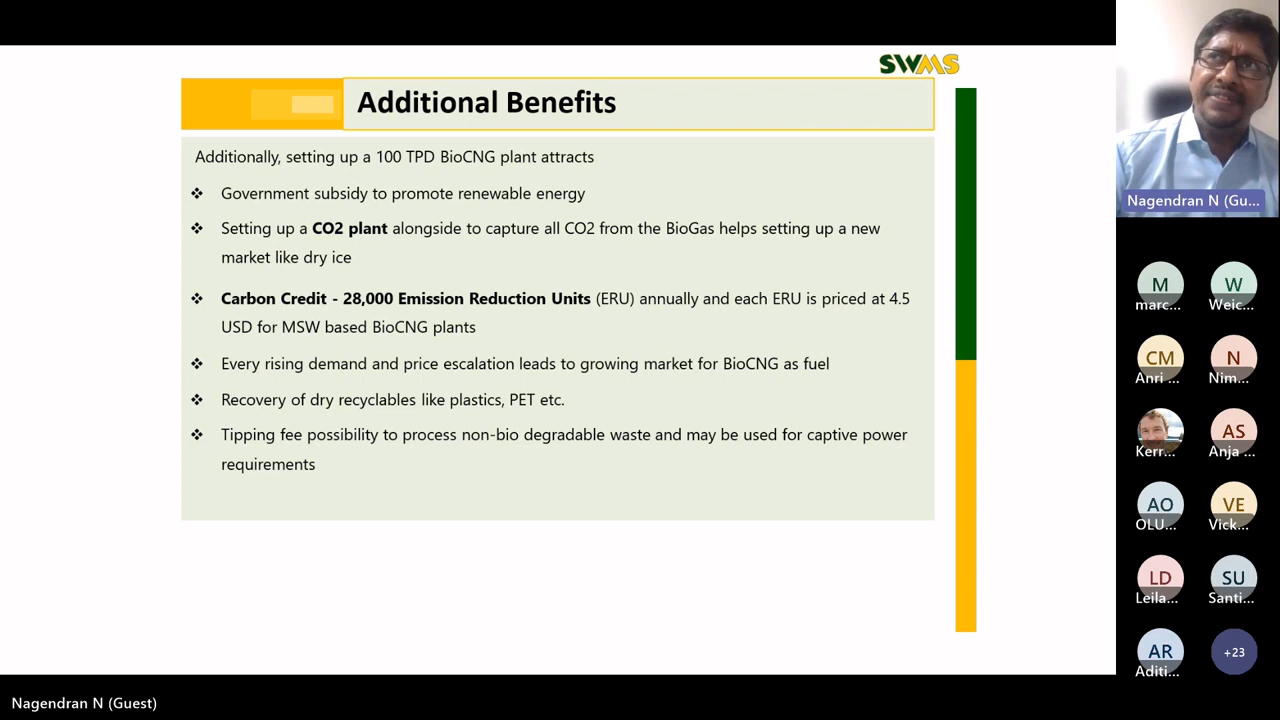 SWMS
Additional Benefits
Additionally, setting up a 100 TPD BioCNG plant attracts
❖ Government subsidy to promote renewable energy
❖ Setting up a CO2 plant alongside to capture all CO2 from the BioGas helps setting up a new
market like dry ice
❖ Carbon Credit - 28,000 Emission Reduction Units (ERU) annually and each ERU is priced at 4.5
USD for MSW based BioCNG plants
❖ Every rising demand and price escalation leads to growing market for BioCNG as fuel
❖ Recovery of dry recyclables like plastics, PET etc.
❖ Tipping fee possibility to process non-bio degradable waste and may be used for captive power
requirements
Nagendran N (Gu...
M
marc...
W
Weic...
CM
Anri ...
N
Nim...
Kerr...
AS
Anja ...
AO
OLU...
VE
Vick...
LD
Leila...
SU
Santi...
AR
Aditi...
+23
Nagendran N (Guest)